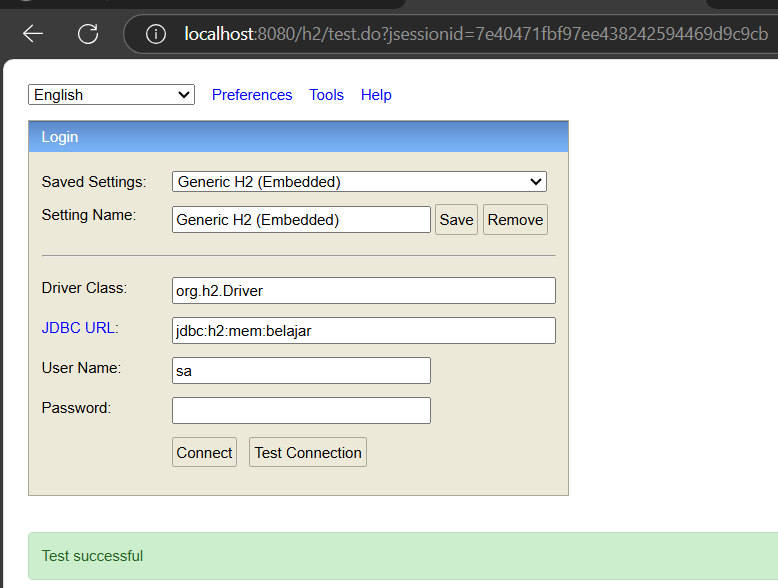 localhost:8080/h2/test.do?jsessionid=7e40471fbf97ee438242594469d9c9cb
English Preferences Tools Help
Login
Saved Settings: Generic H2 (Embedded)
Setting Name: Generic H2 (Embedded) Save Remove
Driver Class: org.h2.Driver
JDBC URL: jdbc:h2:mem:belajar
User Name: sa
Password:
Connect Test Connection
Test successful